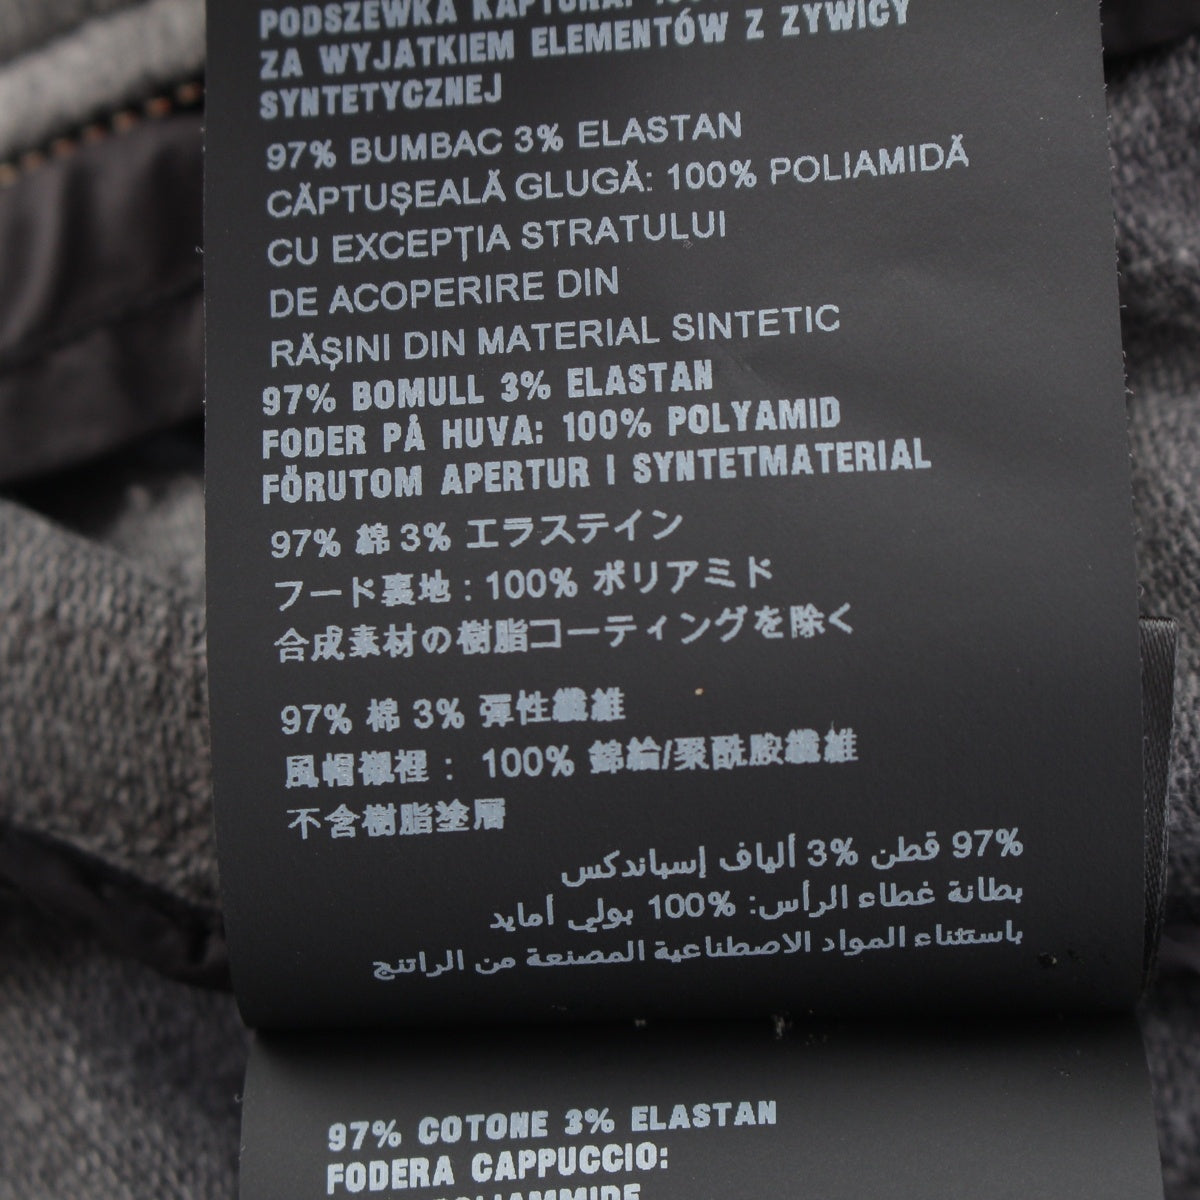 PODSZEWKA KAPTURA:
ZA WYJATKIEM ELEMENTÓW Z ZYWICY
SYNTETYCZNEJ
97% BUMBAC 3% ELASTAN
CĂPTUȘEALĂ GLUGĂ: 100% POLIAMIDĂ
CU EXCEPȚIA STRATULUI
DE ACOPERIRE DIN
RĂȘINI DIN MATERIAL SINTETIC
97% BOMULL 3% ELASTAN
FODER PÅ HUVA: 100% POLYAMID
FÖRUTOM APERTUR I SYNTETMATERIAL
97% 綿 3% エラステイン
フード裏地 : 100% ポリアミド
合成素材の樹脂コーティングを除く
97% 棉 3% 彈性纖維
風帽襯裡 : 100% 錦綸/聚酰胺纖維
不含樹脂塗層
97% قطن 3% ألياف إسباندكس
بطانة غطاء الرأس: 100% بولي أمايد
باستثناء المواد الاصطناعية المصنعة من الراتنج
97% COTONE 3% ELASTAN
FODERA CAPPUCCIO: